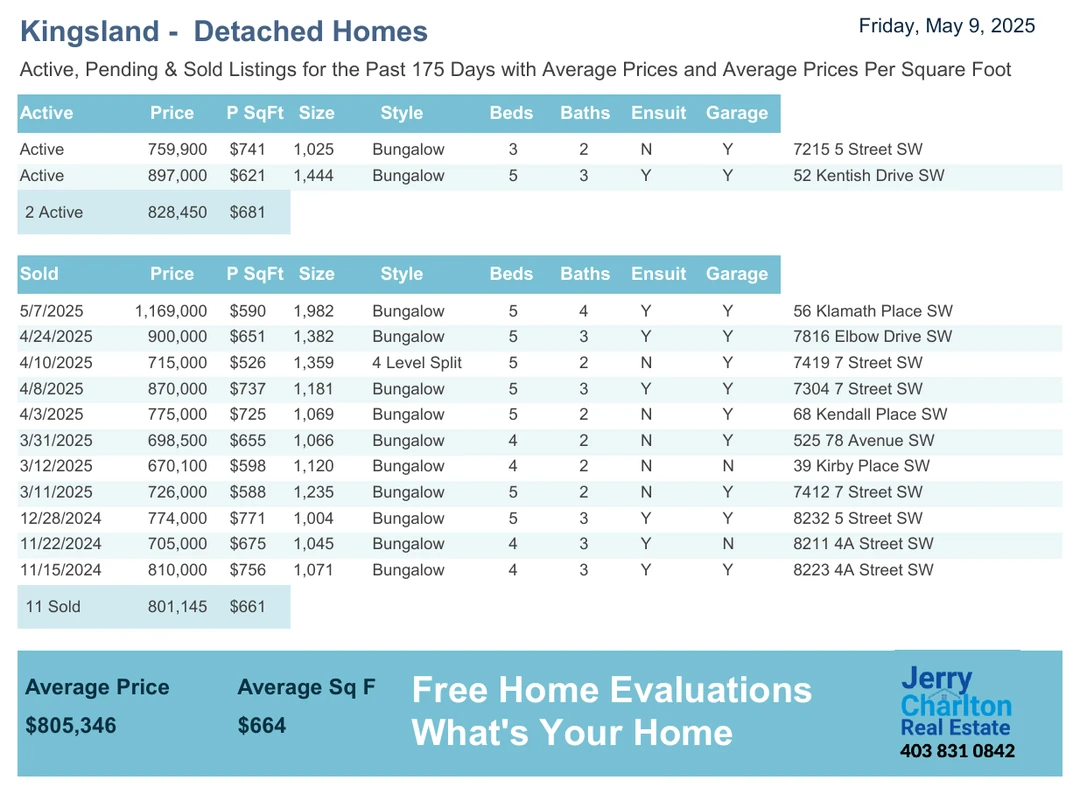 Kingsland - Detached Homes
Friday, May 9, 2025
Active, Pending & Sold Listings for the Past 175 Days with Average Prices and Average Prices Per Square Foot
Active Price P SqFt Size Style Beds Baths Ensuit Garage
Active 759,900 $741 1,025 Bungalow 3 2 N Y 7215 5 Street SW
Active 897,000 $621 1,444 Bungalow 5 3 Y Y 52 Kentish Drive SW
2 Active 828,450 $681
Sold Price P SqFt Size Style Beds Baths Ensuit Garage
5/7/2025 1,169,000 $590 1,982 Bungalow 5 4 Y Y 56 Klamath Place SW
4/24/2025 900,000 $651 1,382 Bungalow 5 3 Y Y 7816 Elbow Drive SW
4/10/2025 715,000 $526 1,359 4 Level Split 5 2 N Y 7419 7 Street SW
4/8/2025 870,000 $737 1,181 Bungalow 5 3 Y Y 7304 7 Street SW
4/3/2025 775,000 $725 1,069 Bungalow 5 2 N Y 68 Kendall Place SW
3/31/2025 698,500 $655 1,066 Bungalow 4 2 N Y 525 78 Avenue SW
3/12/2025 670,100 $598 1,120 Bungalow 4 2 N N 39 Kirby Place SW
3/11/2025 726,000 $588 1,235 Bungalow 5 2 N Y 7412 7 Street SW
12/28/2024 774,000 $771 1,004 Bungalow 5 3 Y Y 8232 5 Street SW
11/22/2024 705,000 $675 1,045 Bungalow 4 3 Y N 8211 4A Street SW
11/15/2024 810,000 $756 1,071 Bungalow 4 3 Y Y 8223 4A Street SW
11 Sold 801,145 $661
Average Price Average Sq F
$805,346 $664
Free Home Evaluations
What's Your Home
Jerry
Charlton
Real Estate
403 831 0842